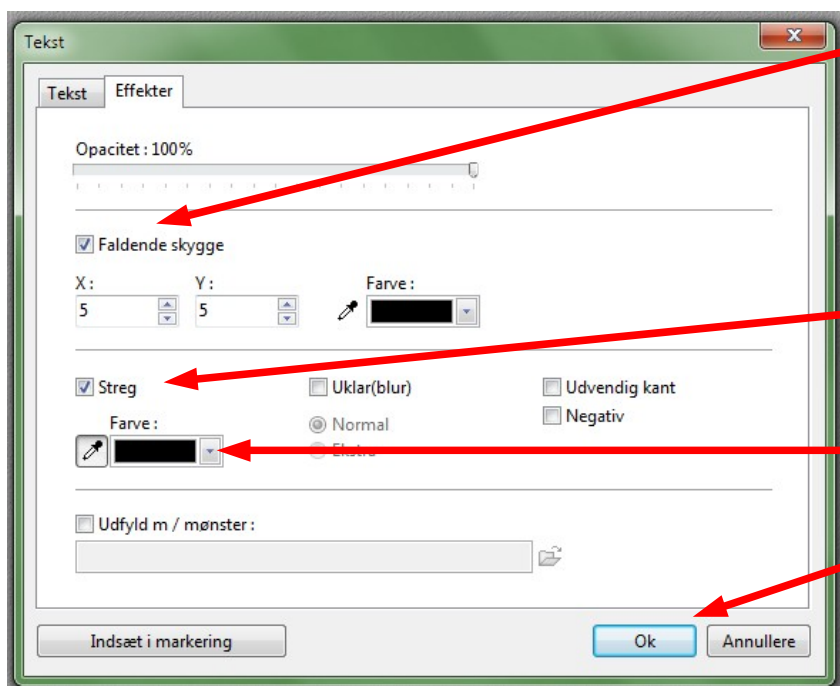 Tekst
Tekst Effekter
Opacitet : 100%
Faldende skygge
X : Y : Farve :
5 5
Streg Uklar(blur) Udvendig kant
Farve : Normal Negativ
Ekstra
Udfyld m / mønster :
Indsæt i markering Ok Annullere